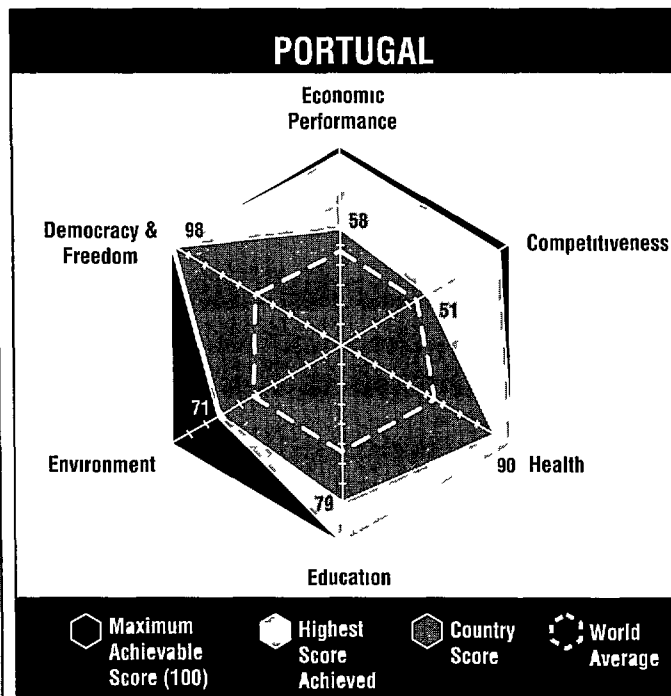 PORTUGAL
Economic
Performance
58
98
Democracy &
Freedom
Competitiveness
51
71
Environment
90 Health
79
Education
Maximum
Achievable
Score (100)
Highest
Score
Achieved
Country
Score
World
Average